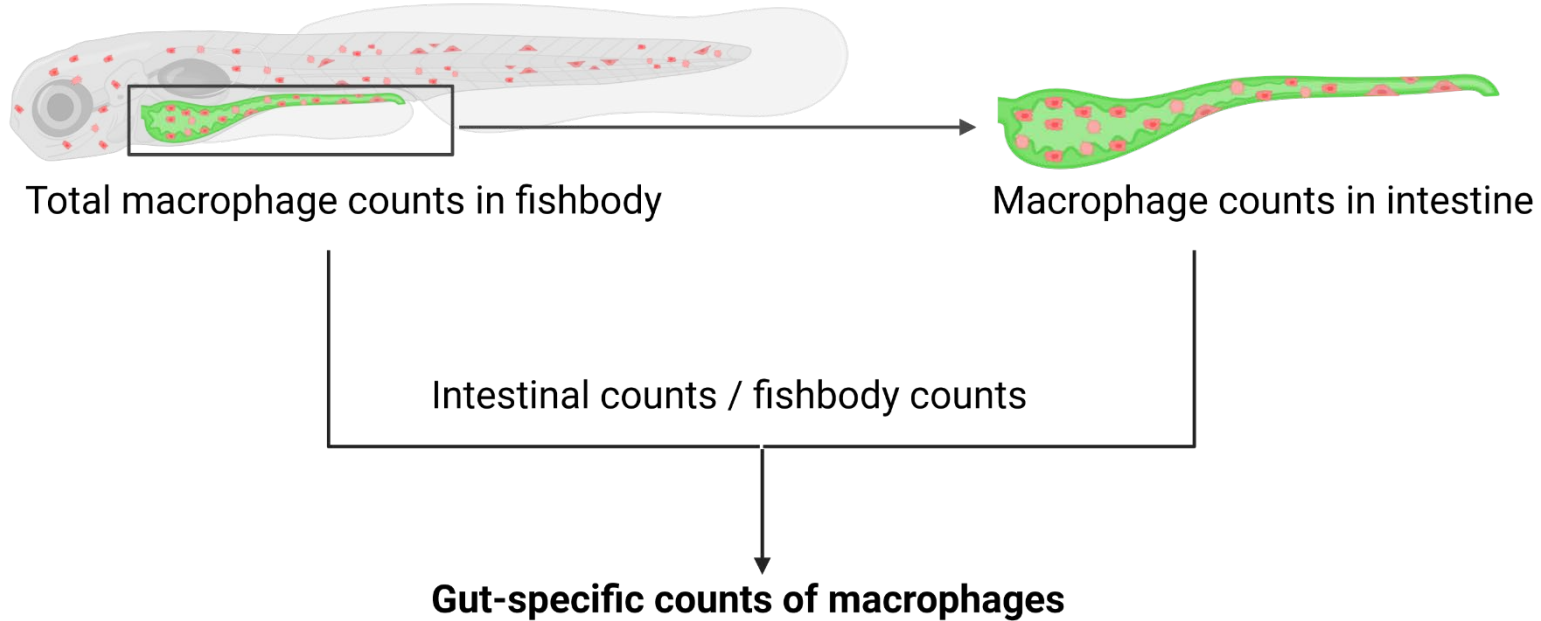 Total macrophage counts in fishbody
Macrophage counts in intestine
Intestinal counts / fishbody counts
Gut-specific counts of macrophages